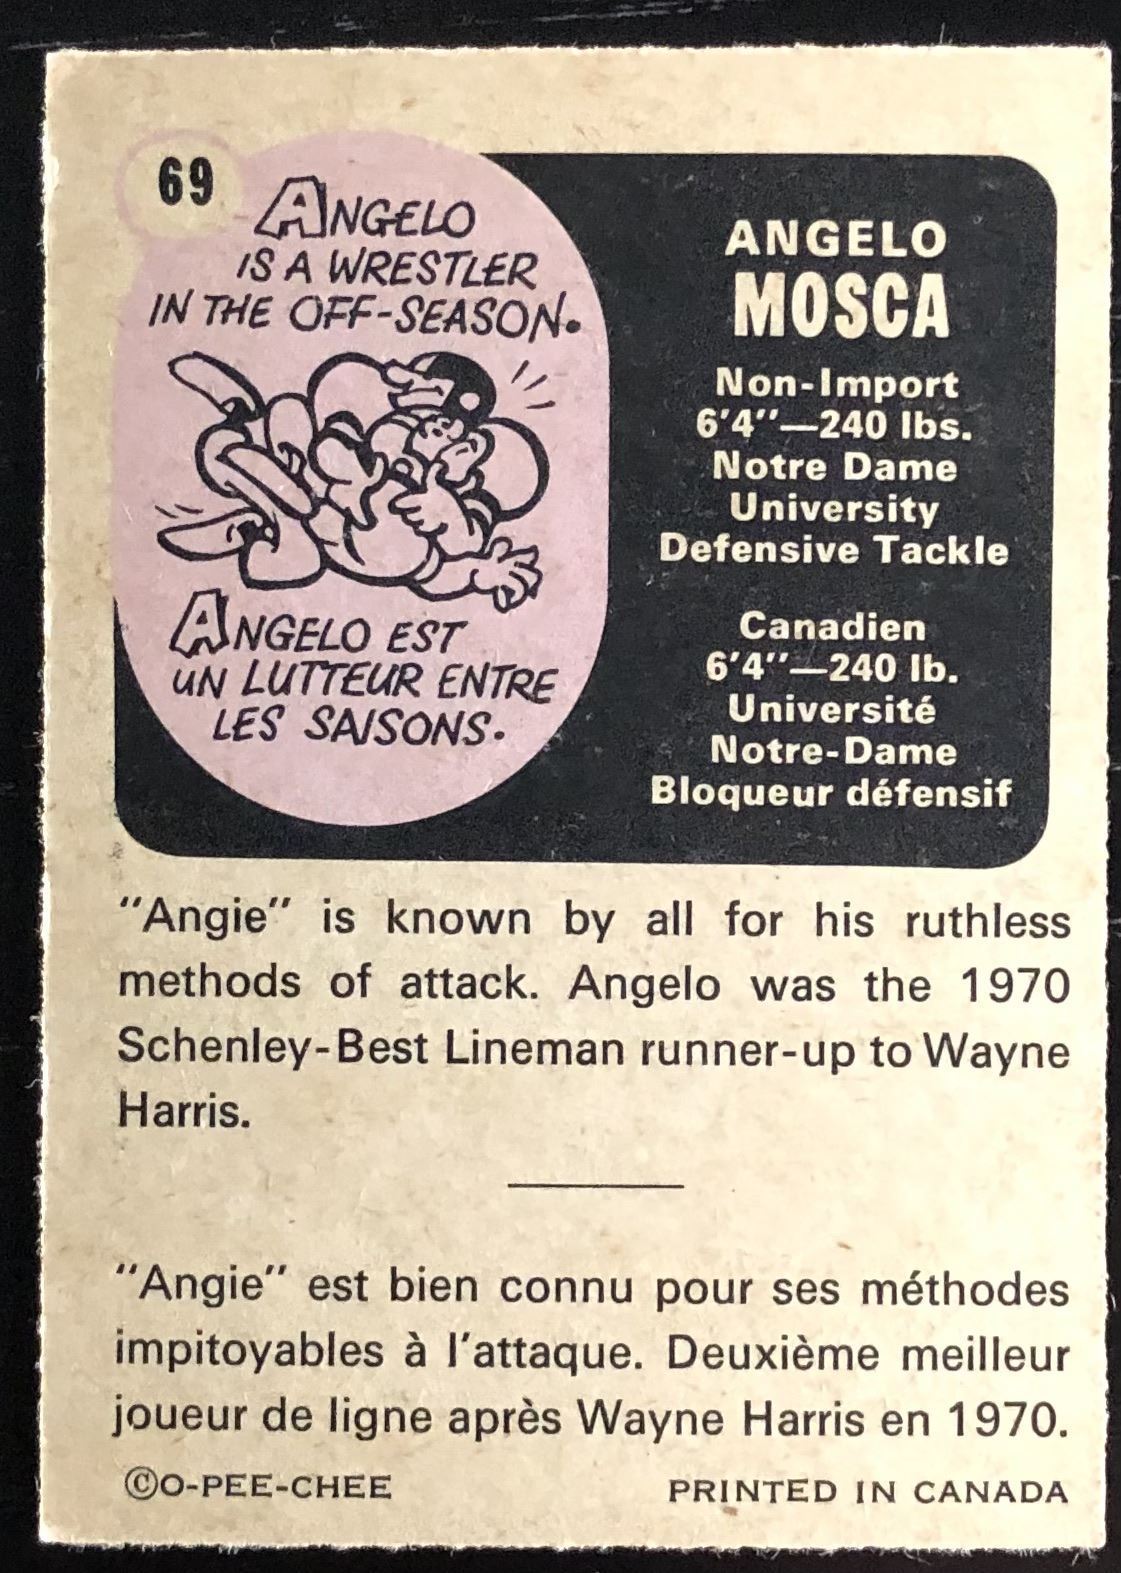 69
ANGELO
IS A WRESTLER
IN THE OFF-SEASON.
ANGELO EST
UN LUTTEUR ENTRE
LES SAISONS.
ANGELO
MOSCA
Non-Import
6'4"—240 lbs.
Notre Dame
University
Defensive Tackle
Canadien
6'4"—240 lb.
Université
Notre-Dame
Bloqueur défensif
"Angie" is known by all for his ruthless
methods of attack. Angelo was the 1970
Schenley-Best Lineman runner-up to Wayne
Harris.
"Angie" est bien connu pour ses méthodes
impitoyables à l'attaque. Deuxième meilleur
joueur de ligne après Wayne Harris en 1970.
©O-PEE-CHEE
PRINTED IN CANADA